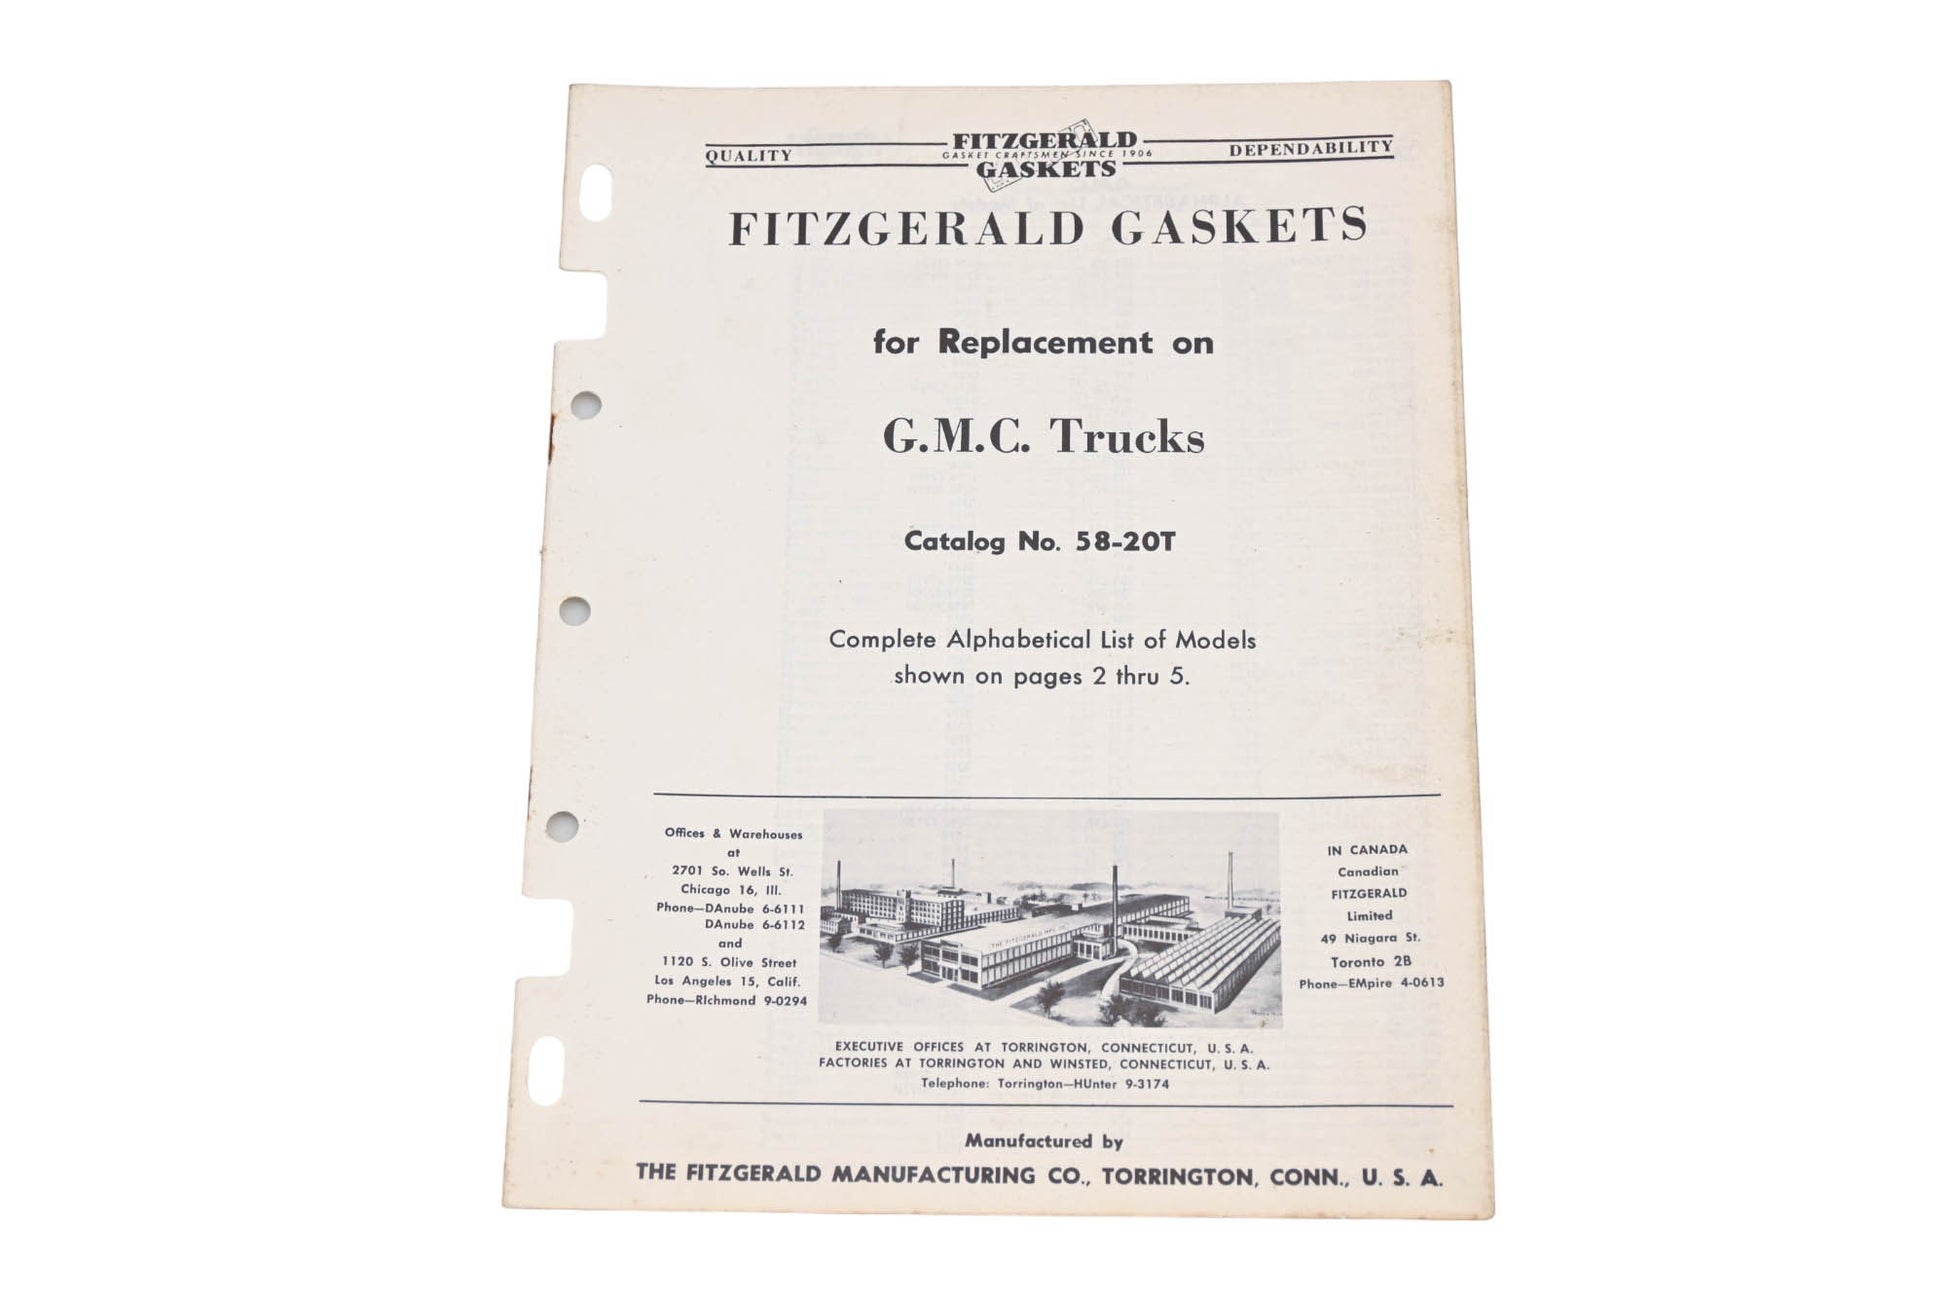 QUALITY
FITZGERALD
GASKET CRAFTSMEN SINCE 1906
GASKETS
DEPENDABILITY
FITZGERALD GASKETS
for Replacement on
G.M.C. Trucks
Catalog No. 58-20T
Complete Alphabetical List of Models
shown on pages 2 thru 5.
Offices & Warehouses
at
2701 So. Wells St.
Chicago 16, Ill.
Phone—DAnube 6-6111
DAnube 6-6112
and
1120 S. Olive Street
Los Angeles 15, Calif.
Phone—RIchmond 9-0294
THE FITZGERALD MFG. CO.
IN CANADA
Canadian
FITZGERALD
Limited
49 Niagara St.
Toronto 2B
Phone—EMpire 4-0613
EXECUTIVE OFFICES AT TORRINGTON, CONNECTICUT, U. S. A.
FACTORIES AT TORRINGTON AND WINSTED, CONNECTICUT, U. S. A.
Telephone: Torrington—HUnter 9-3174
Manufactured by
THE FITZGERALD MANUFACTURING CO., TORRINGTON, CONN., U. S. A.